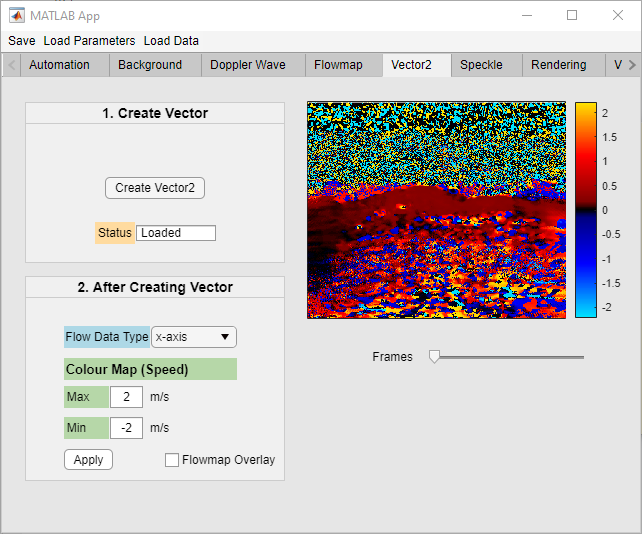 MATLAB App
Save Load Parameters Load Data
Automation Background Doppler Wave Flowmap Vector2 Speckle Rendering V
1. Create Vector
Create Vector2
Status Loaded
2. After Creating Vector
Flow Data Type x-axis
Colour Map (Speed)
Max 2 m/s
Min -2 m/s
Apply Flowmap Overlay
2
1.5
1
0.5
0
-0.5
-1
-1.5
-2
Frames